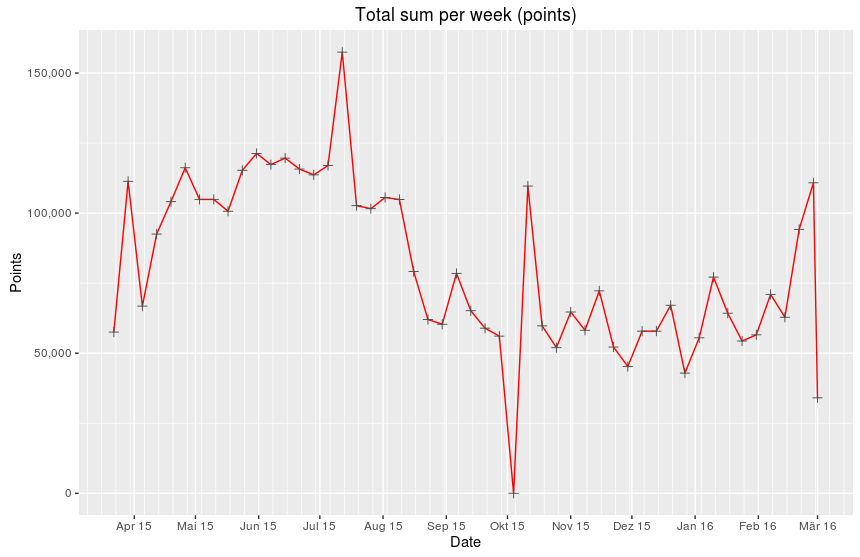 Total sum per week (points)
Points
150,000
100,000
50,000
0
Apr 15 Mai 15 Jun 15 Jul 15 Aug 15 Sep 15 Okt 15 Nov 15 Dez 15 Jan 16 Feb 16 Mär 16
Date